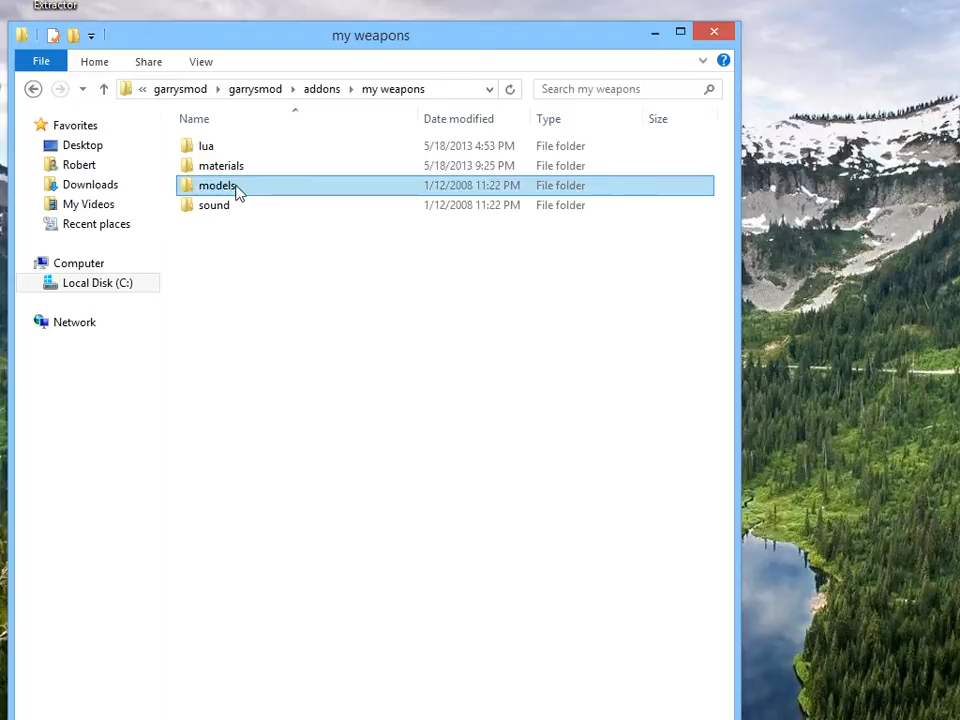 Extractor
my weapons
File Home Share View
« garrysmod garrysmod addons my weapons Search my weapons
Name Date modified Type Size
Favorites
Desktop
Robert
Downloads
My Videos
Recent places
Computer
Local Disk (C:)
Network
lua 5/18/2013 4:53 PM File folder
materials 5/18/2013 9:25 PM File folder
models 1/12/2008 11:22 PM File folder
sound 1/12/2008 11:22 PM File folder